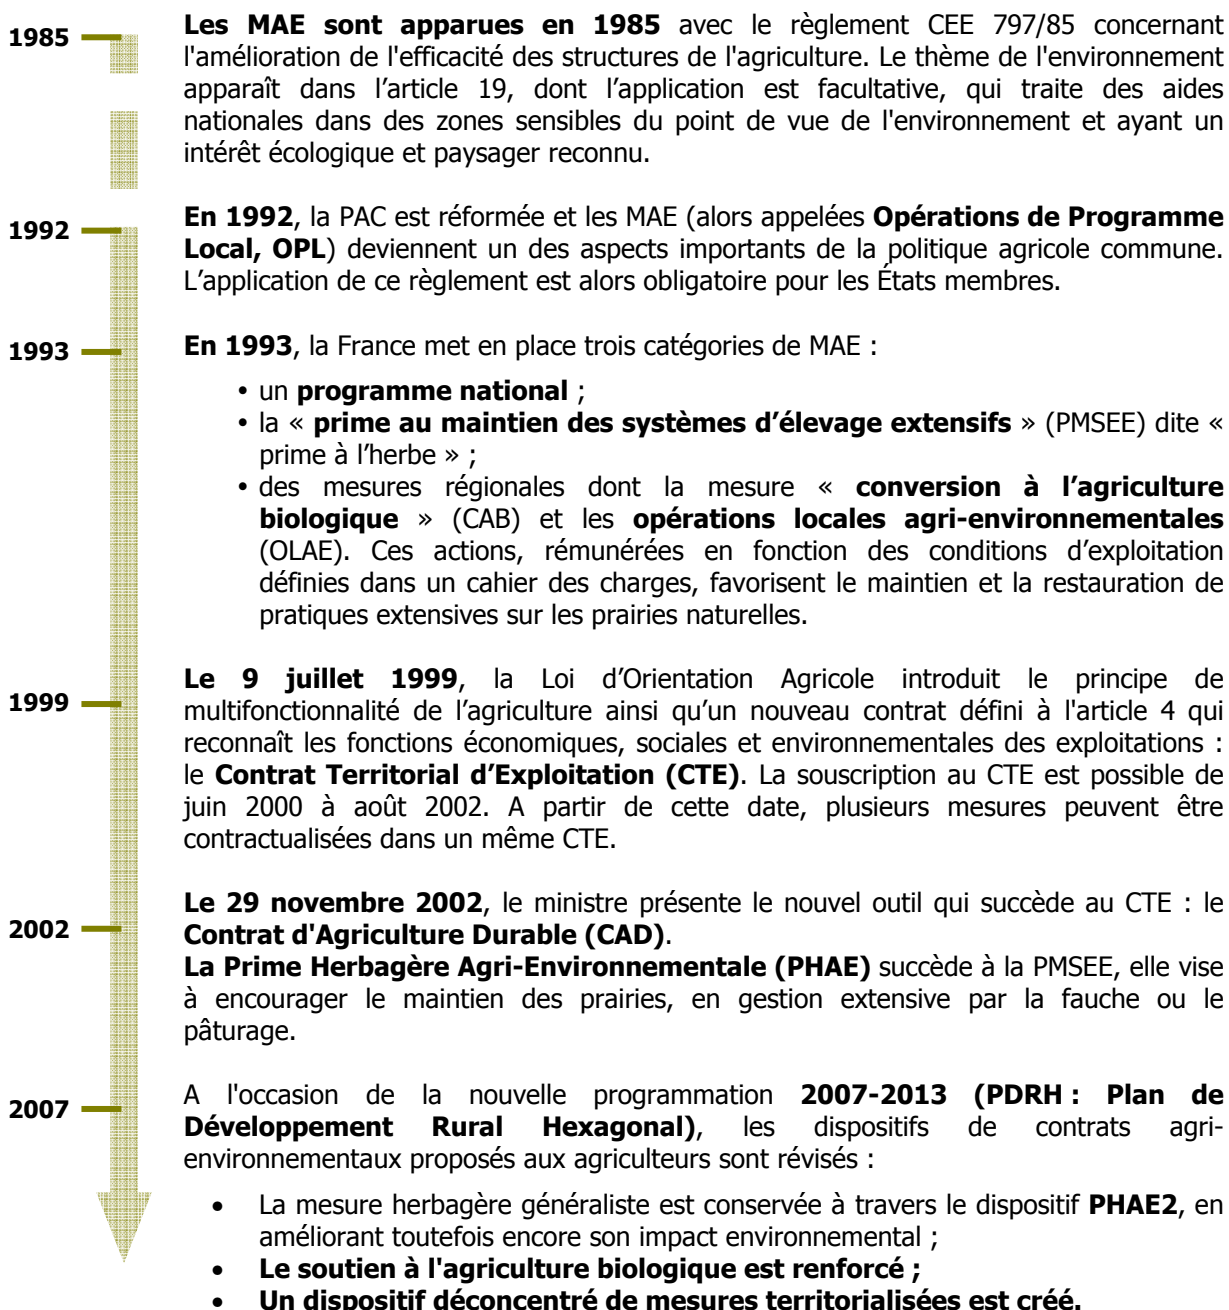 1985
Les MAE sont apparues en 1985 avec le règlement CEE 797/85 concernant
l'amélioration de l'efficacité des structures de l'agriculture. Le thème de l'environnement
apparaît dans l’article 19, dont l’application est facultative, qui traite des aides
nationales dans des zones sensibles du point de vue de l'environnement et ayant un
intérêt écologique et paysager reconnu.
1992
En 1992, la PAC est réformée et les MAE (alors appelées Opérations de Programme
Local, OPL) deviennent un des aspects importants de la politique agricole commune.
L’application de ce règlement est alors obligatoire pour les États membres.
1993
En 1993, la France met en place trois catégories de MAE :
• un programme national ;
• la « prime au maintien des systèmes d’élevage extensifs » (PMSEE) dite «
prime à l’herbe » ;
• des mesures régionales dont la mesure « conversion à l’agriculture
biologique » (CAB) et les opérations locales agri-environnementales
(OLAE). Ces actions, rémunérées en fonction des conditions d’exploitation
définies dans un cahier des charges, favorisent le maintien et la restauration de
pratiques extensives sur les prairies naturelles.
1999
Le 9 juillet 1999, la Loi d’Orientation Agricole introduit le principe de
multifonctionnalité de l’agriculture ainsi qu’un nouveau contrat défini à l'article 4 qui
reconnaît les fonctions économiques, sociales et environnementales des exploitations :
le Contrat Territorial d’Exploitation (CTE). La souscription au CTE est possible de
juin 2000 à août 2002. A partir de cette date, plusieurs mesures peuvent être
contractualisées dans un même CTE.
2002
Le 29 novembre 2002, le ministre présente le nouvel outil qui succède au CTE : le
Contrat d'Agriculture Durable (CAD).
La Prime Herbagère Agri-Environnementale (PHAE) succède à la PMSEE, elle vise
à encourager le maintien des prairies, en gestion extensive par la fauche ou le
pâturage.
2007
A l'occasion de la nouvelle programmation 2007-2013 (PDRH : Plan de
Développement Rural Hexagonal), les dispositifs de contrats agri-
environnementaux proposés aux agriculteurs sont révisés :
• La mesure herbagère généraliste est conservée à travers le dispositif PHAE2, en
améliorant toutefois encore son impact environnemental ;
• Le soutien à l'agriculture biologique est renforcé ;
• Un dispositif déconcentré de mesures territorialisées est créé.